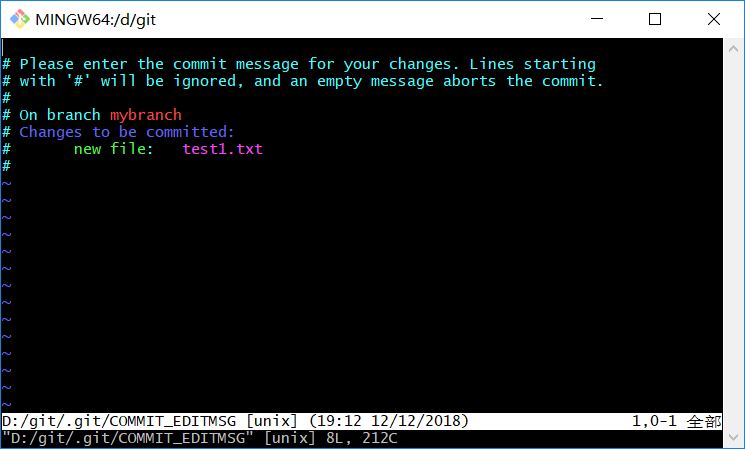 MINGW64:/d/git
# Please enter the commit message for your changes. Lines starting
# with '#' will be ignored, and an empty message aborts the commit.
#
# On branch mybranch
# Changes to be committed:
#       new file:   test1.txt
#
~
~
~
~
~
~
~
~
~
~
~
~
~
~
D:/git/.git/COMMIT_EDITMSG [unix] (19:12 12/12/2018) 1,0-1 全部
"D:/git/.git/COMMIT_EDITMSG" [unix] 8L, 212C